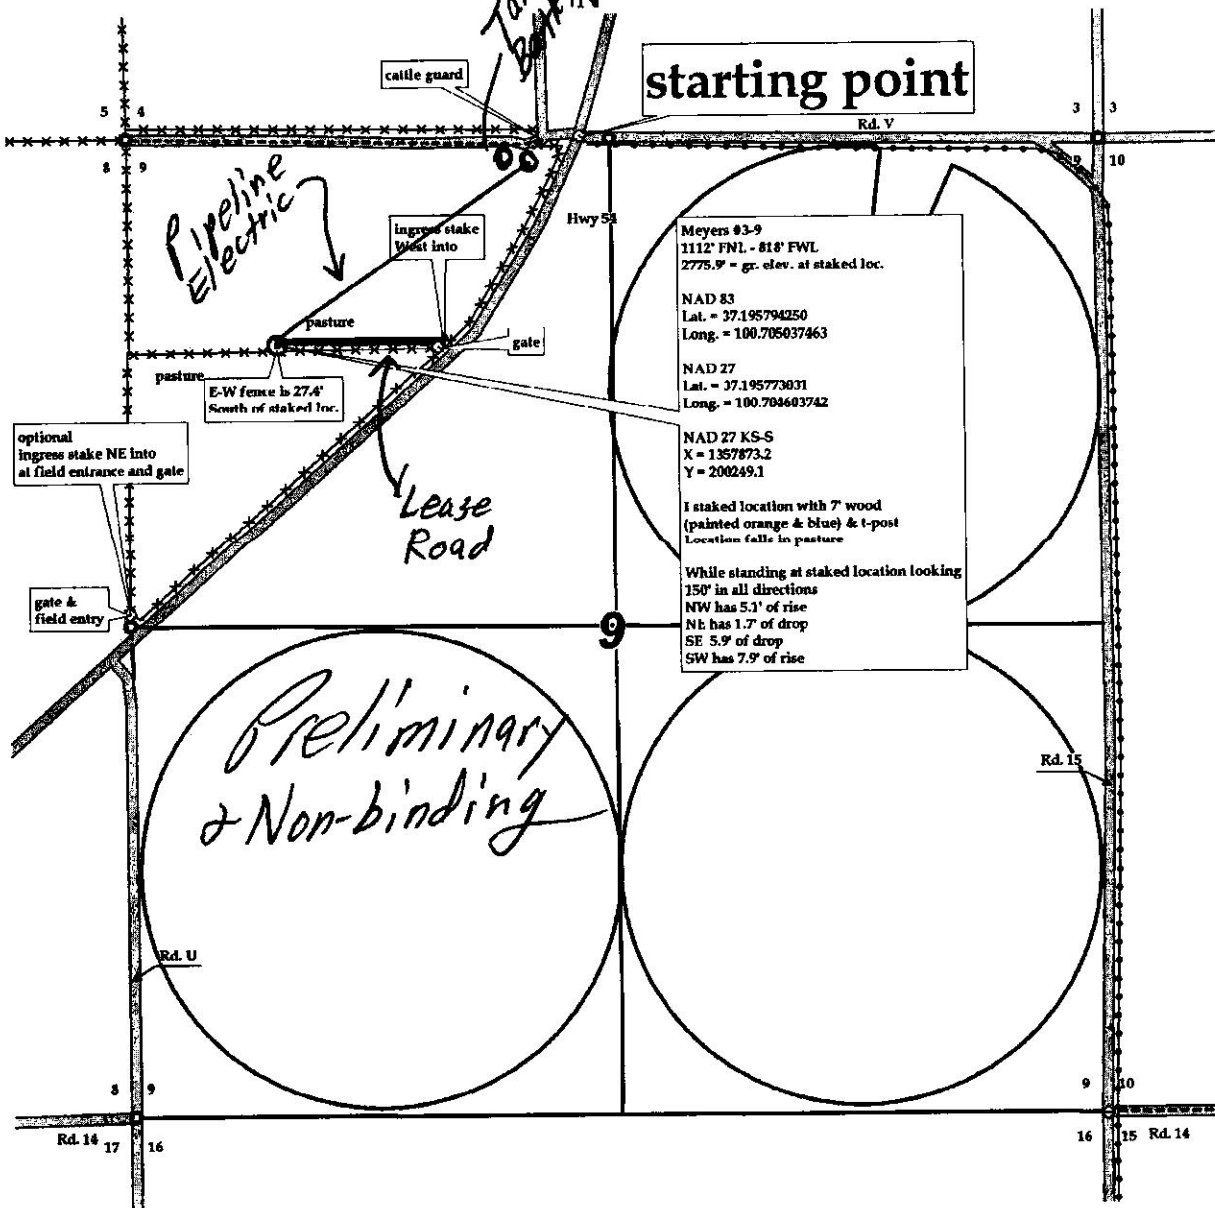 Tank
Battery
cattle guard
starting point
5 4
3 3
Rd. V
8 9
9 10
Pipeline
Electric
Hwy 51
ingress stake
West into
Meyers #3-9
1112' FNL - 818' FWL
2775.9' = gr. elev. at staked loc.
NAD 83
Lat. = 37.195794250
Long. = 100.705037463
NAD 27
Lat. = 37.195773031
Long. = 100.704603742
NAD 27 KS-S
X = 1357873.2
Y = 200249.1
I staked location with 7' wood
(painted orange & blue) & t-post
Location falls in pasture
While standing at staked location looking
150' in all directions
NW has 5.1' of rise
NE has 1.7' of drop
SE 5.9' of drop
SW has 7.9' of rise
pasture
gate
pasture
E-W fence is 27.4'
South of staked loc.
optional
ingress stake NE into
at field entrance and gate
Lease
Road
gate &
field entry
9
Preliminary
& Non-binding
Rd. 15
Rd. U
8 9
9 10
Rd. 14
17 16
16 15
Rd. 14